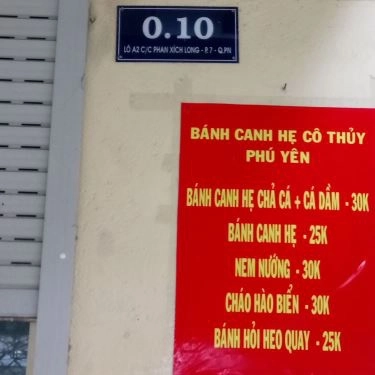 0.10
LÔ A2 C/C PHAN XÍCH LONG - P.7 - Q.PN
BÁNH CANH HẸ CÔ THỦY
PHÚ YÊN
BÁNH CANH HẸ CHẢ CÁ + CÁ DẦM - 30K
BÁNH CANH HẸ - 25K
NEM NƯỚNG - 30K
CHÁO HÀO BIỂN - 30K
BÁNH HỎI HEO QUAY - 25K